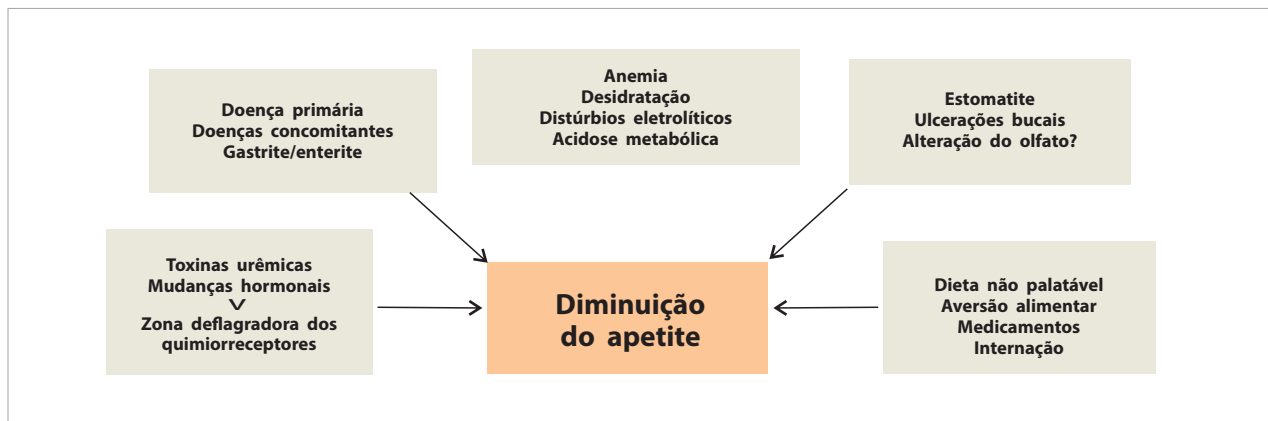 Doença primária
Doenças concomitantes
Gastrite/enterite
Anemia
Desidratação
Distúrbios eletrolíticos
Acidose metabólica
Estomatite
Ulcerações bucais
Alteração do olfato?
Toxinas urêmicas
Mudanças hormonais
Zona deflagradora dos
quimiorreceptores
Diminuição
do apetite
Dieta não palatável
Aversão alimentar
Medicamentos
Internação